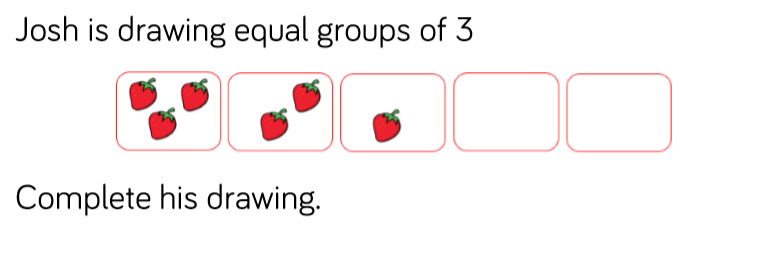 Josh is drawing equal groups of 3
Complete his drawing.